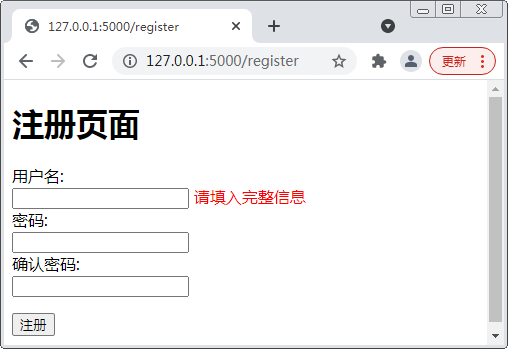 127.0.0.1:5000/register
127.0.0.1:5000/register
更新
注册页面
用户名:
请填入完整信息
密码:
确认密码:
注册